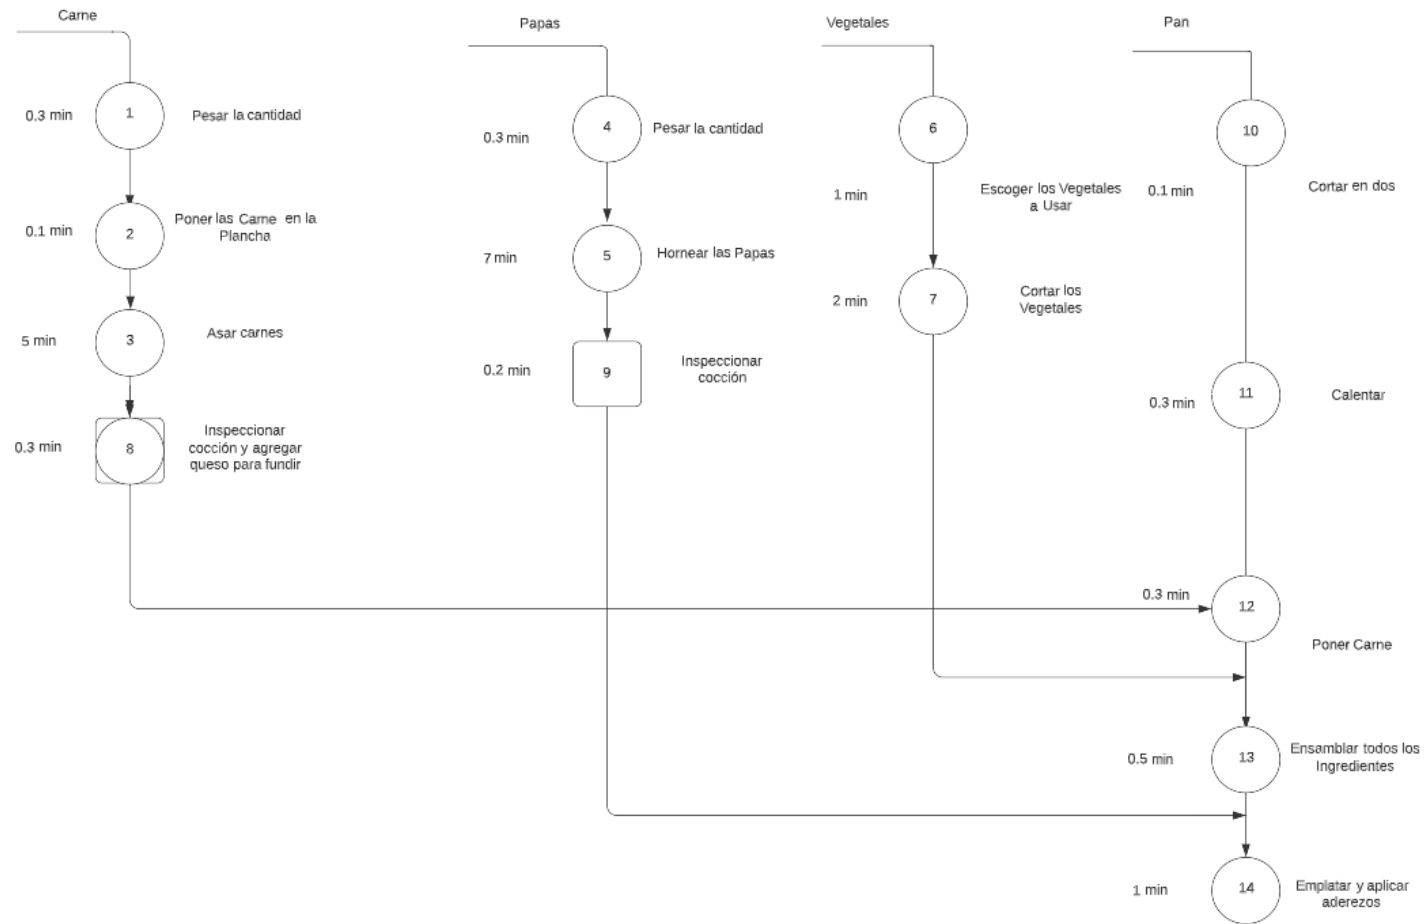 Carne
Papas
Vegetales
Pan
0.3 min
1
Pesar la cantidad
0.1 min
2
Poner las Carne en la
Plancha
5 min
3
Asar carnes
0.3 min
8
Inspeccionar
cocción y agregar
queso para fundir
0.3 min
4
Pesar la cantidad
7 min
5
Hornear las Papas
0.2 min
9
Inspeccionar
cocción
6
1 min
Escoger los Vegetales
a Usar
2 min
7
Cortar los
Vegetales
10
0.1 min
Cortar en dos
0.3 min
11
Calentar
0.3 min
12
Poner Carne
0.5 min
13
Ensamblar todos los
Ingredientes
1 min
14
Emplatar y aplicar
aderezos